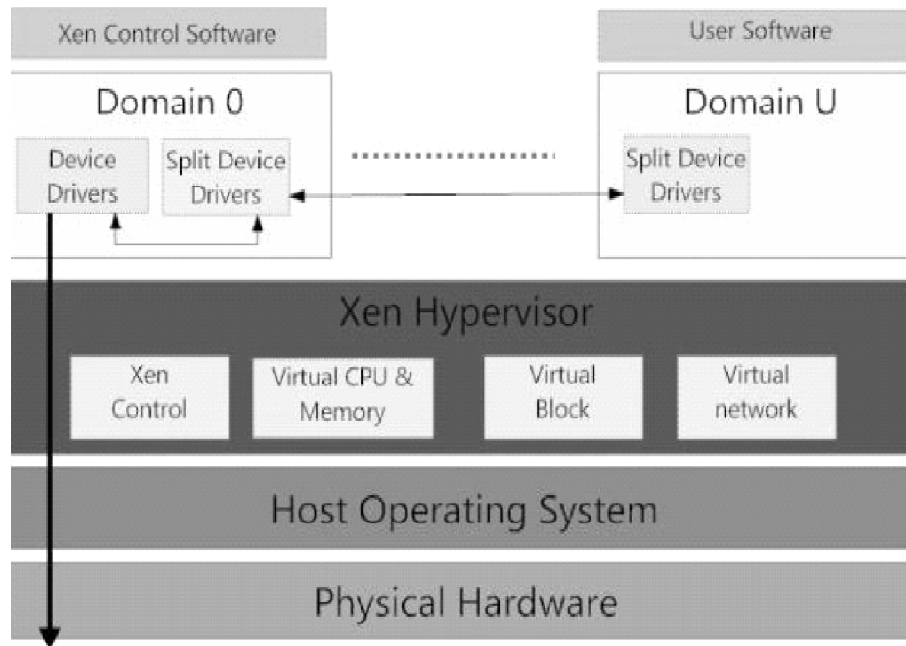 Xen Control Software
User Software
Domain 0
Domain U
Device
Drivers
Split Device
Drivers
Split Device
Drivers
Xen Hypervisor
Xen
Control
Virtual CPU &
Memory
Virtual
Block
Virtual
network
Host Operating System
Physical Hardware